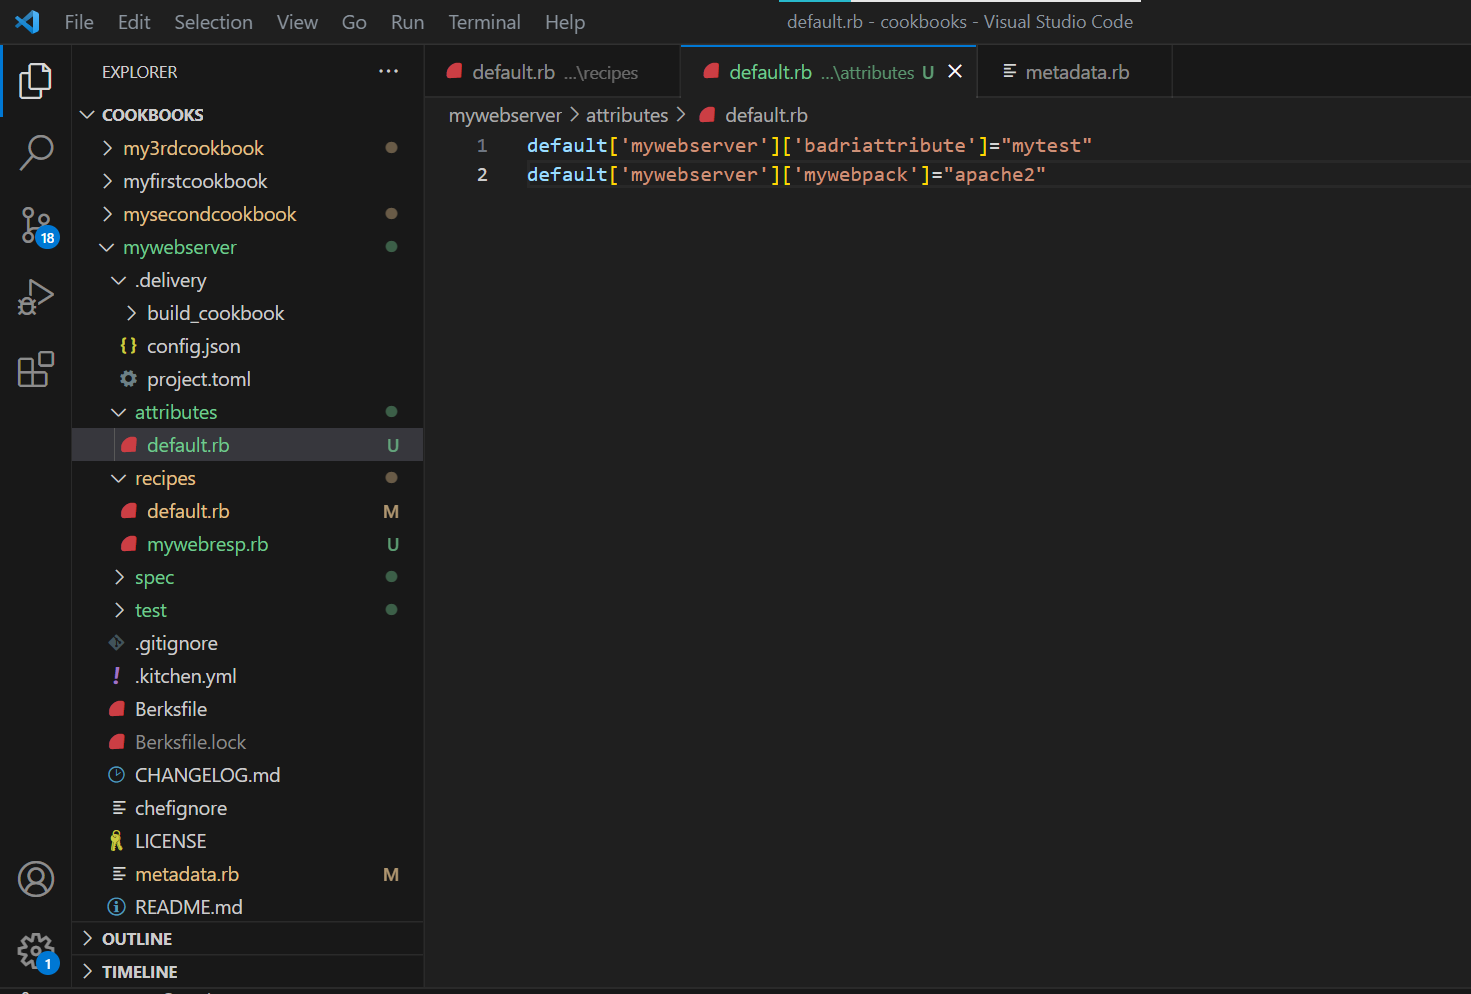 File Edit Selection View Go Run Terminal Help default.rb - cookbooks - Visual Studio Code
EXPLORER ···
COOKBOOKS
my3rdcookbook
myfirstcookbook
mysecondcookbook
mywebserver
.delivery
build_cookbook
{} config.json
project.toml
attributes
default.rb U
recipes
default.rb M
mywebresp.rb U
spec
test
.gitignore
! .kitchen.yml
Berksfile
Berksfile.lock
CHANGELOG.md
chefignore
LICENSE
metadata.rb M
README.md
OUTLINE
TIMELINE
18
1
default.rb ...\recipes default.rb ...\attributes U metadata.rb
mywebserver > attributes > default.rb
1 default['mywebserver']['badriattribute']="mytest"
2 default['mywebserver']['mywebpack']="apache2"